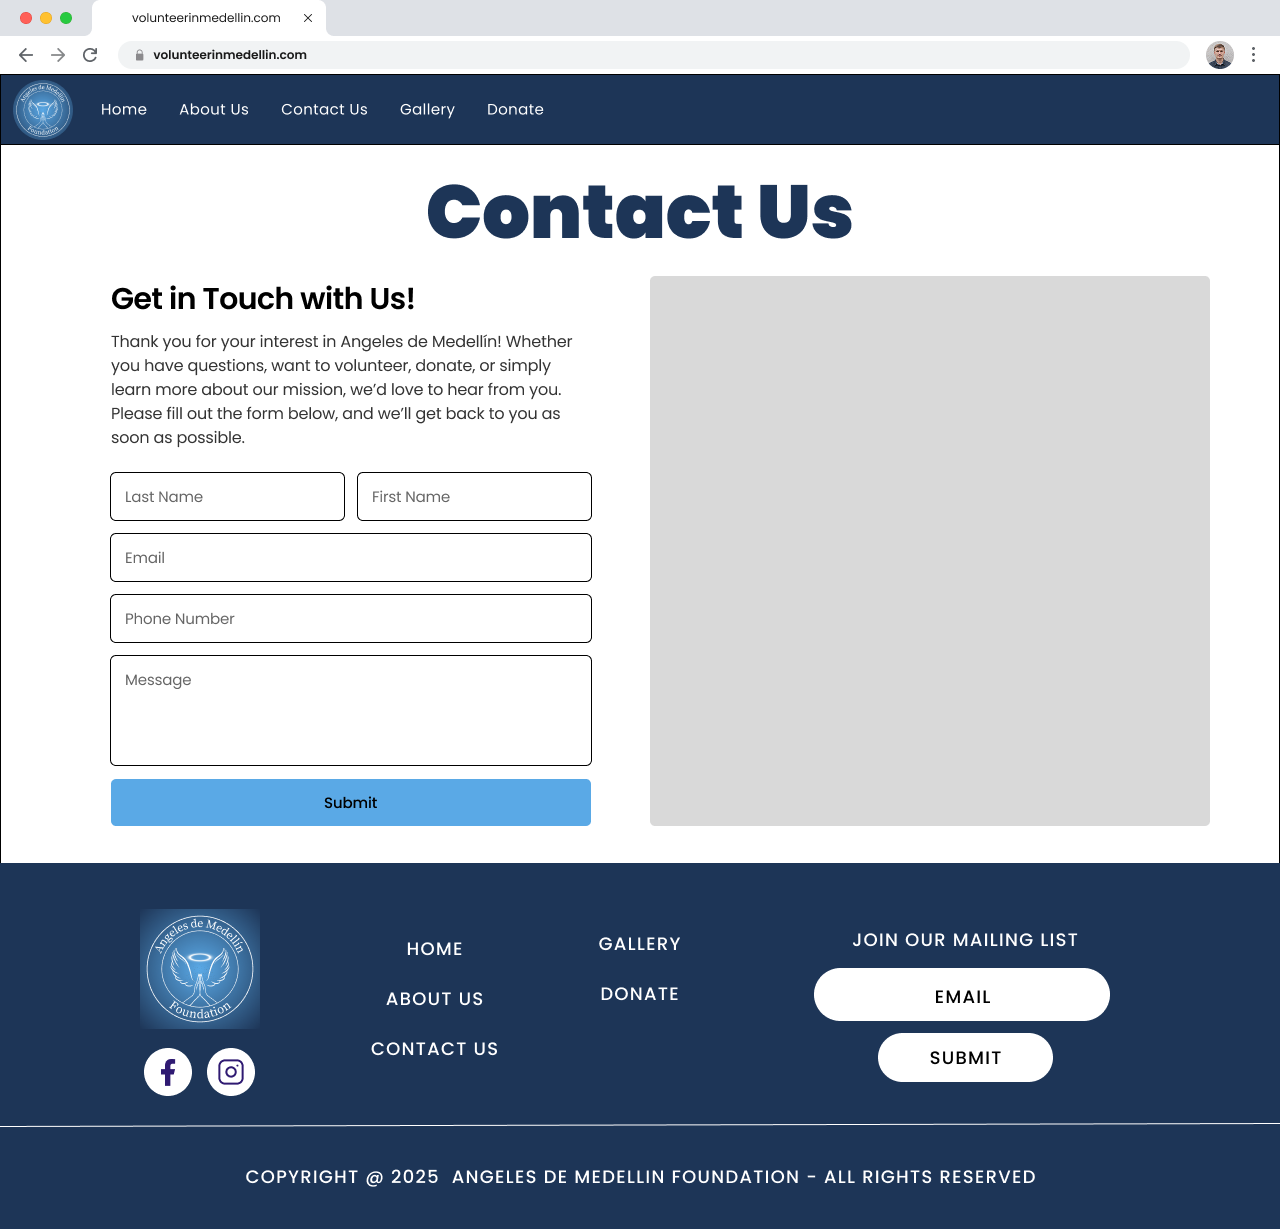 volunteerinmedellin.com
volunteerinmedellin.com
Angeles de Medellín
Foundation
Home About Us Contact Us Gallery Donate
Contact Us
Get in Touch with Us!
Thank you for your interest in Angeles de Medellín! Whether
you have questions, want to volunteer, donate, or simply
learn more about our mission, we’d love to hear from you.
Please fill out the form below, and we’ll get back to you as
soon as possible.
Last Name First Name
Email
Phone Number
Message
Submit
Angeles de Medellín
Foundation
HOME
ABOUT US
CONTACT US
GALLERY
DONATE
JOIN OUR MAILING LIST
EMAIL
SUBMIT
COPYRIGHT @ 2025 ANGELES DE MEDELLIN FOUNDATION - ALL RIGHTS RESERVED